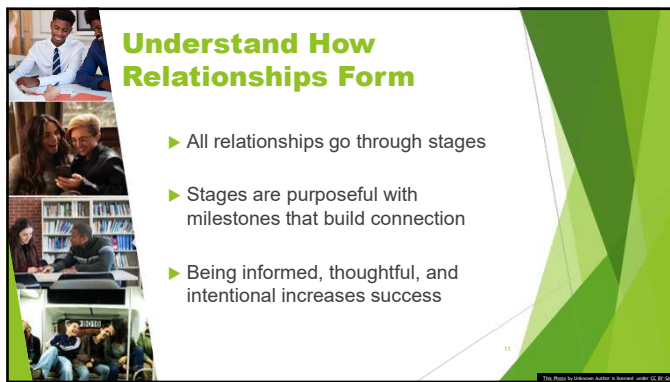 Understand How
Relationships Form
All relationships go through stages
Stages are purposeful with
milestones that build connection
Being informed, thoughtful, and
intentional increases success
8018
11
This Photo by Unknown Author is licensed under CC BY-SA